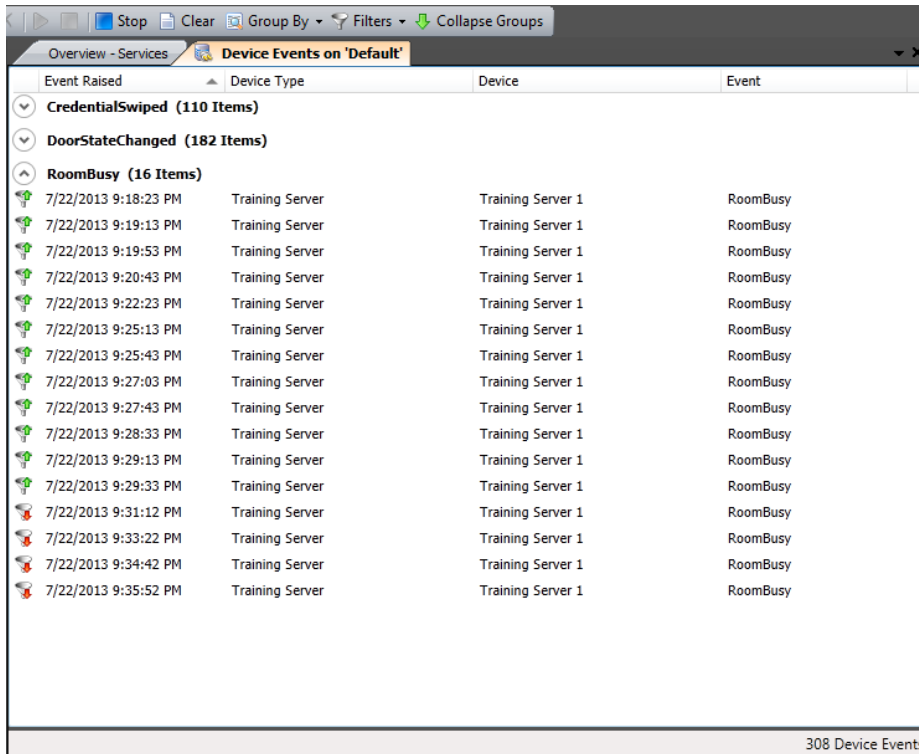 Stop Clear Group By Filters Collapse Groups
Overview - Services Device Events on 'Default'
Event Raised Device Type Device Event
CredentialSwiped (110 Items)
DoorStateChanged (182 Items)
RoomBusy (16 Items)
7/22/2013 9:18:23 PM Training Server Training Server 1 RoomBusy
7/22/2013 9:19:13 PM Training Server Training Server 1 RoomBusy
7/22/2013 9:19:53 PM Training Server Training Server 1 RoomBusy
7/22/2013 9:20:43 PM Training Server Training Server 1 RoomBusy
7/22/2013 9:22:23 PM Training Server Training Server 1 RoomBusy
7/22/2013 9:25:13 PM Training Server Training Server 1 RoomBusy
7/22/2013 9:25:43 PM Training Server Training Server 1 RoomBusy
7/22/2013 9:27:03 PM Training Server Training Server 1 RoomBusy
7/22/2013 9:27:43 PM Training Server Training Server 1 RoomBusy
7/22/2013 9:28:33 PM Training Server Training Server 1 RoomBusy
7/22/2013 9:29:13 PM Training Server Training Server 1 RoomBusy
7/22/2013 9:29:33 PM Training Server Training Server 1 RoomBusy
7/22/2013 9:31:12 PM Training Server Training Server 1 RoomBusy
7/22/2013 9:33:22 PM Training Server Training Server 1 RoomBusy
7/22/2013 9:34:42 PM Training Server Training Server 1 RoomBusy
7/22/2013 9:35:52 PM Training Server Training Server 1 RoomBusy
308 Device Event